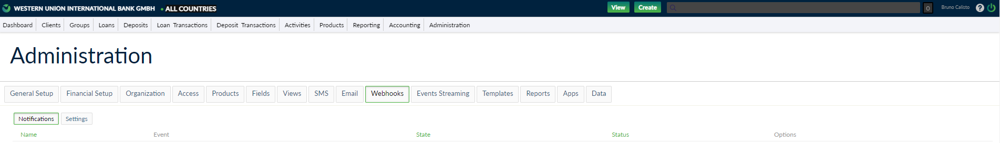 WESTERN UNION INTERNATIONAL BANK GMBH • ALL COUNTRIES View Create 0 Bruno Calisto ?
Dashboard Clients Groups Loans Deposits Loan Transactions Deposit Transactions Activities Products Reporting Accounting Administration
Administration
General Setup Financial Setup Organization Access Products Fields Views SMS Email Webhooks Events Streaming Templates Reports Apps Data
Notifications Settings
Name Event State Status Options